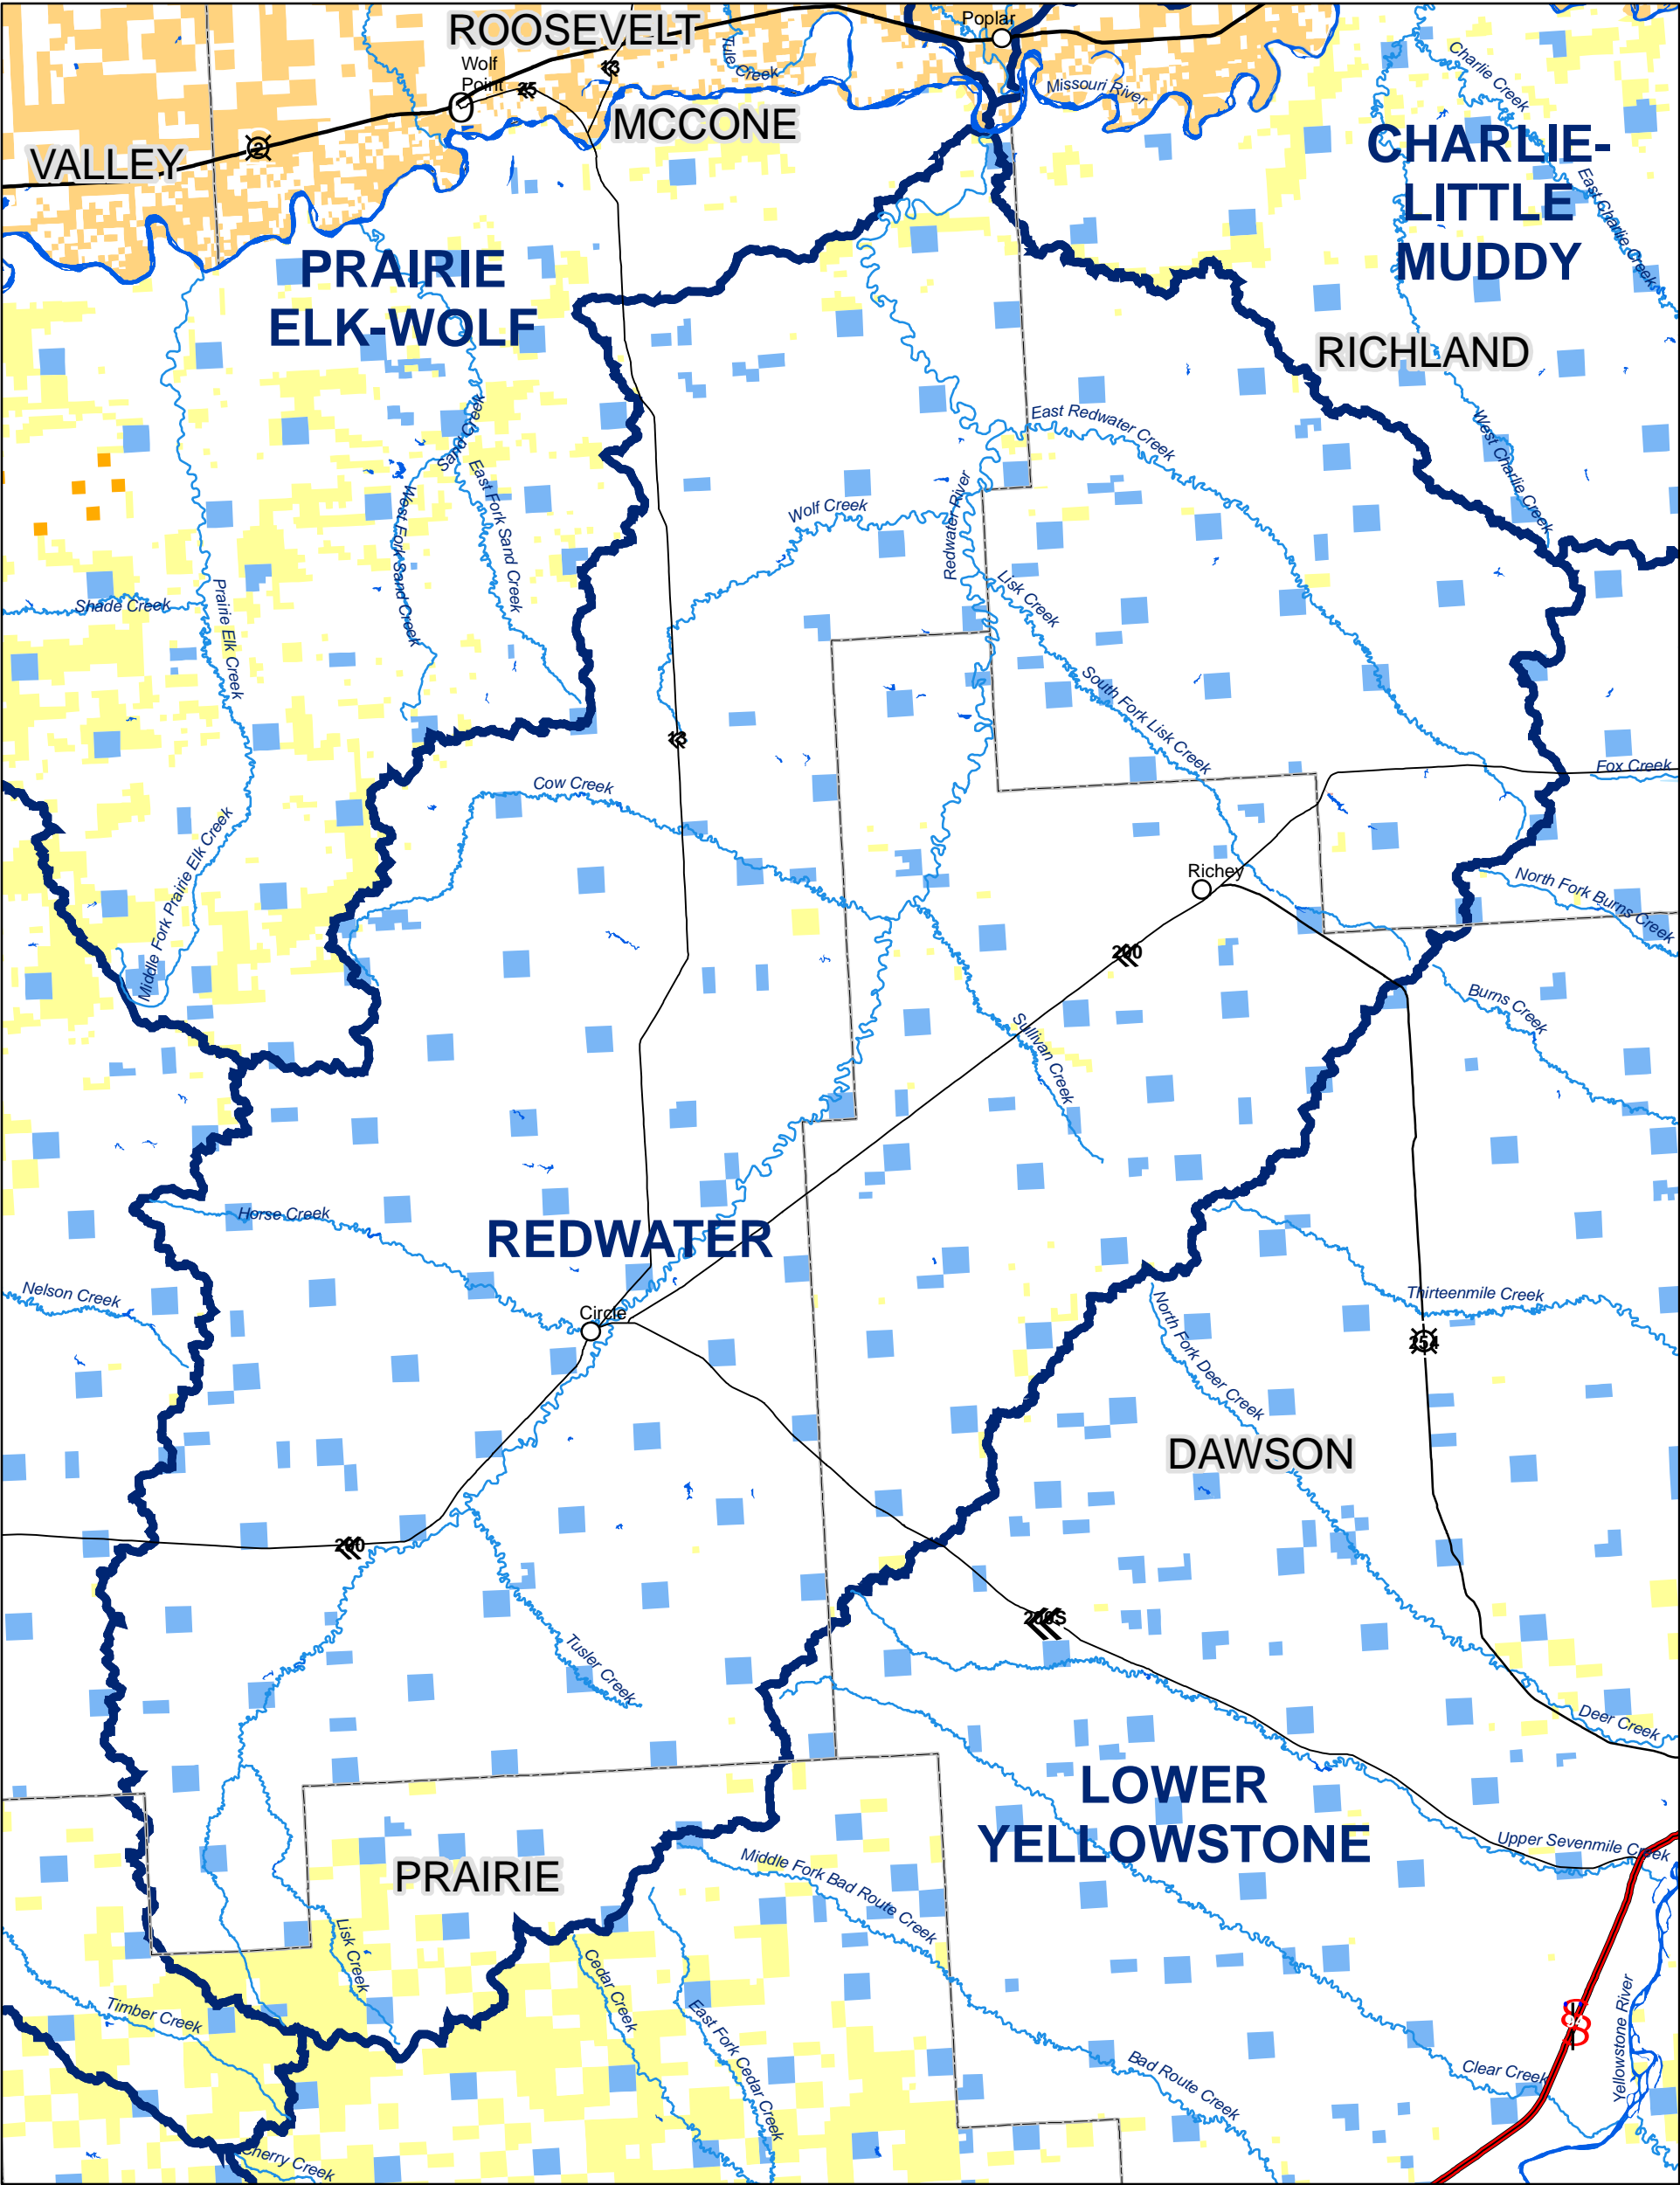 ROOSEVELT
Poplar
Wolf
Point
13
25
Tule Creek
Missouri River
Charlie Creek
MCCONE
VALLEY
2
CHARLIE-
LITTLE
MUDDY
East Charlie Creek
PRAIRIE
ELK-WOLF
RICHLAND
East Redwater Creek
West Charlie Creek
Sand Creek
East Fork Sand Creek
West Fork Sand Creek
Wolf Creek
Redwater River
Lisk Creek
Shade Creek
Prairie Elk Creek
South Fork Lisk Creek
13
Fox Creek
Cow Creek
Middle Fork Prairie Elk Creek
Richey
North Fork Burns Creek
200
Burns Creek
Sullivan Creek
Horse Creek
REDWATER
Nelson Creek
Circle
Thirteenmile Creek
254
North Fork Deer Creek
DAWSON
200
200S
Tusler Creek
Deer Creek
LOWER
YELLOWSTONE
Upper Sevenmile Creek
PRAIRIE
Middle Fork Bad Route Creek
Lisk Creek
Cedar Creek
Timber Creek
East Fork Cedar Creek
94
Yellowstone River
Bad Route Creek
Clear Creek
Cherry Creek